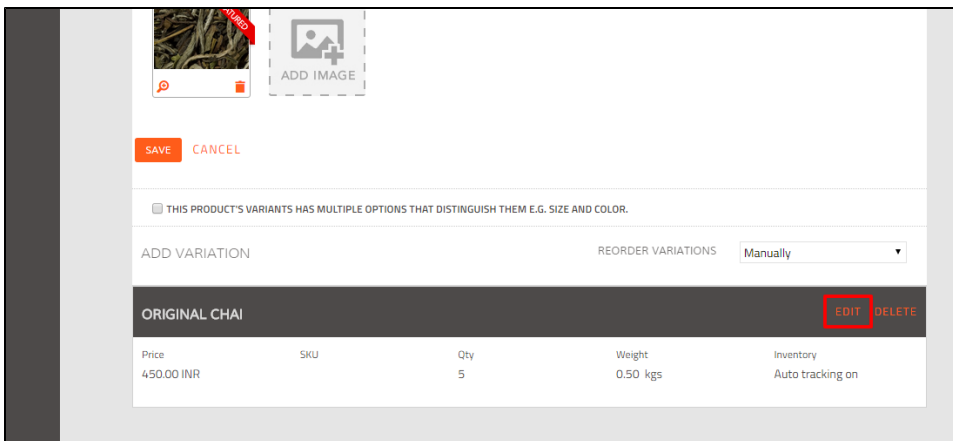 ADD IMAGE
SAVE CANCEL
THIS PRODUCT'S VARIANTS HAS MULTIPLE OPTIONS THAT DISTINGUISH THEM E.G. SIZE AND COLOR.
ADD VARIATION REORDER VARIATIONS Manually
ORIGINAL CHAI EDIT DELETE
Price SKU Qty Weight Inventory
450.00 INR 5 0.50 kgs Auto tracking on